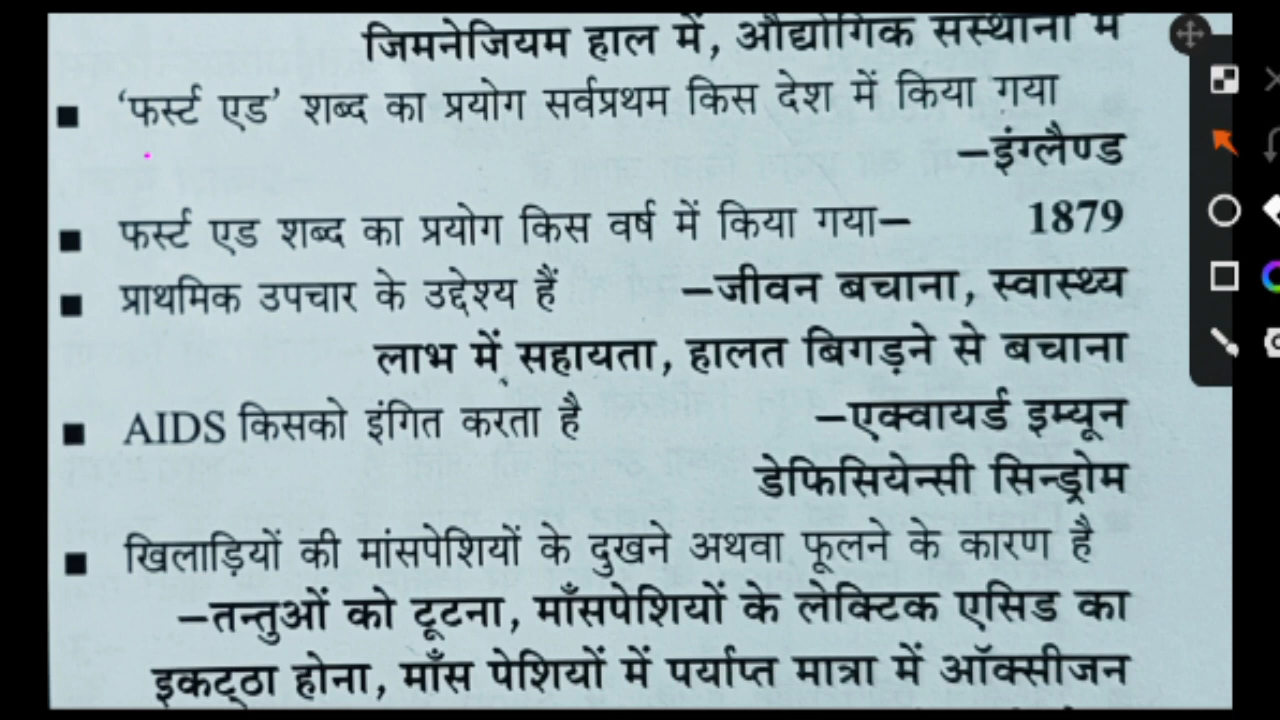 जिमनेजियम हाल में, औद्योगिक संस्थानों में
■ ‘फर्स्ट एड’ शब्द का प्रयोग सर्वप्रथम किस देश में किया गया
–इंग्लैण्ड
■ फर्स्ट एड शब्द का प्रयोग किस वर्ष में किया गया– 1879
■ प्राथमिक उपचार के उद्देश्य हैं –जीवन बचाना, स्वास्थ्य
लाभ में सहायता, हालत बिगड़ने से बचाना
■ AIDS किसको इंगित करता है –एक्वायर्ड इम्यून
डेफिसियेन्सी सिन्ड्रोम
■ खिलाड़ियों की मांसपेशियों के दुखने अथवा फूलने के कारण है
–तन्तुओं को टूटना, माँसपेशियों के लेक्टिक एसिड का
इकट्ठा होना, माँस पेशियों में पर्याप्त मात्रा में ऑक्सीजन